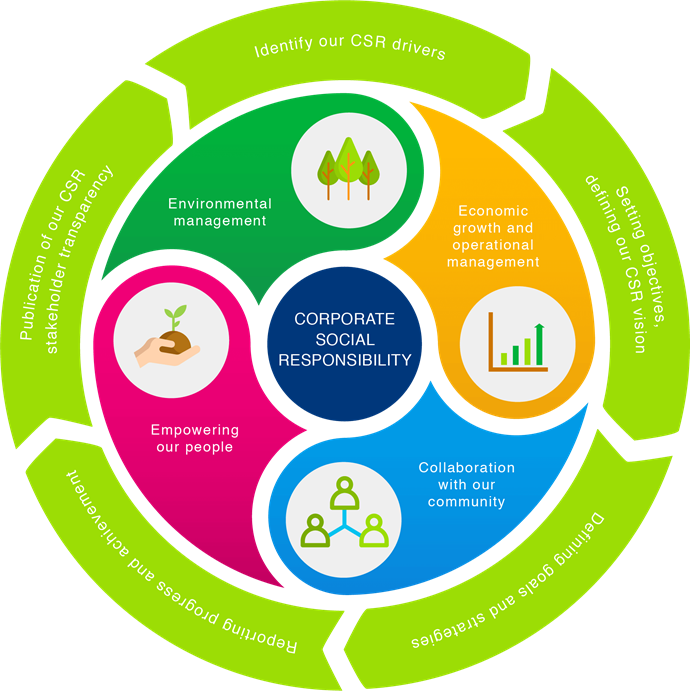 Identify our CSR drivers
Setting objectives,
defining our CSR vision
Defining goals and strategies
Reporting progress and achievement
Publication of our CSR
stakeholder transparency
Environmental
management
Economic
growth and
operational
management
CORPORATE
SOCIAL
RESPONSIBILITY
Empowering
our people
Collaboration
with our
community